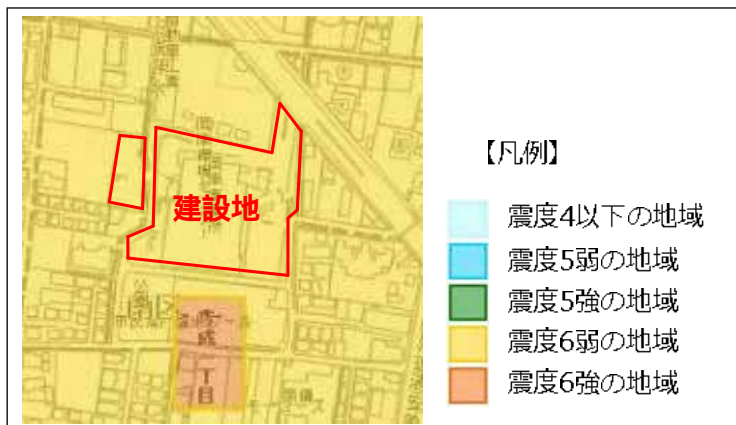 建設地
南区
丁目
【凡例】
震度4以下の地域
震度5弱の地域
震度5強の地域
震度6弱の地域
震度6強の地域